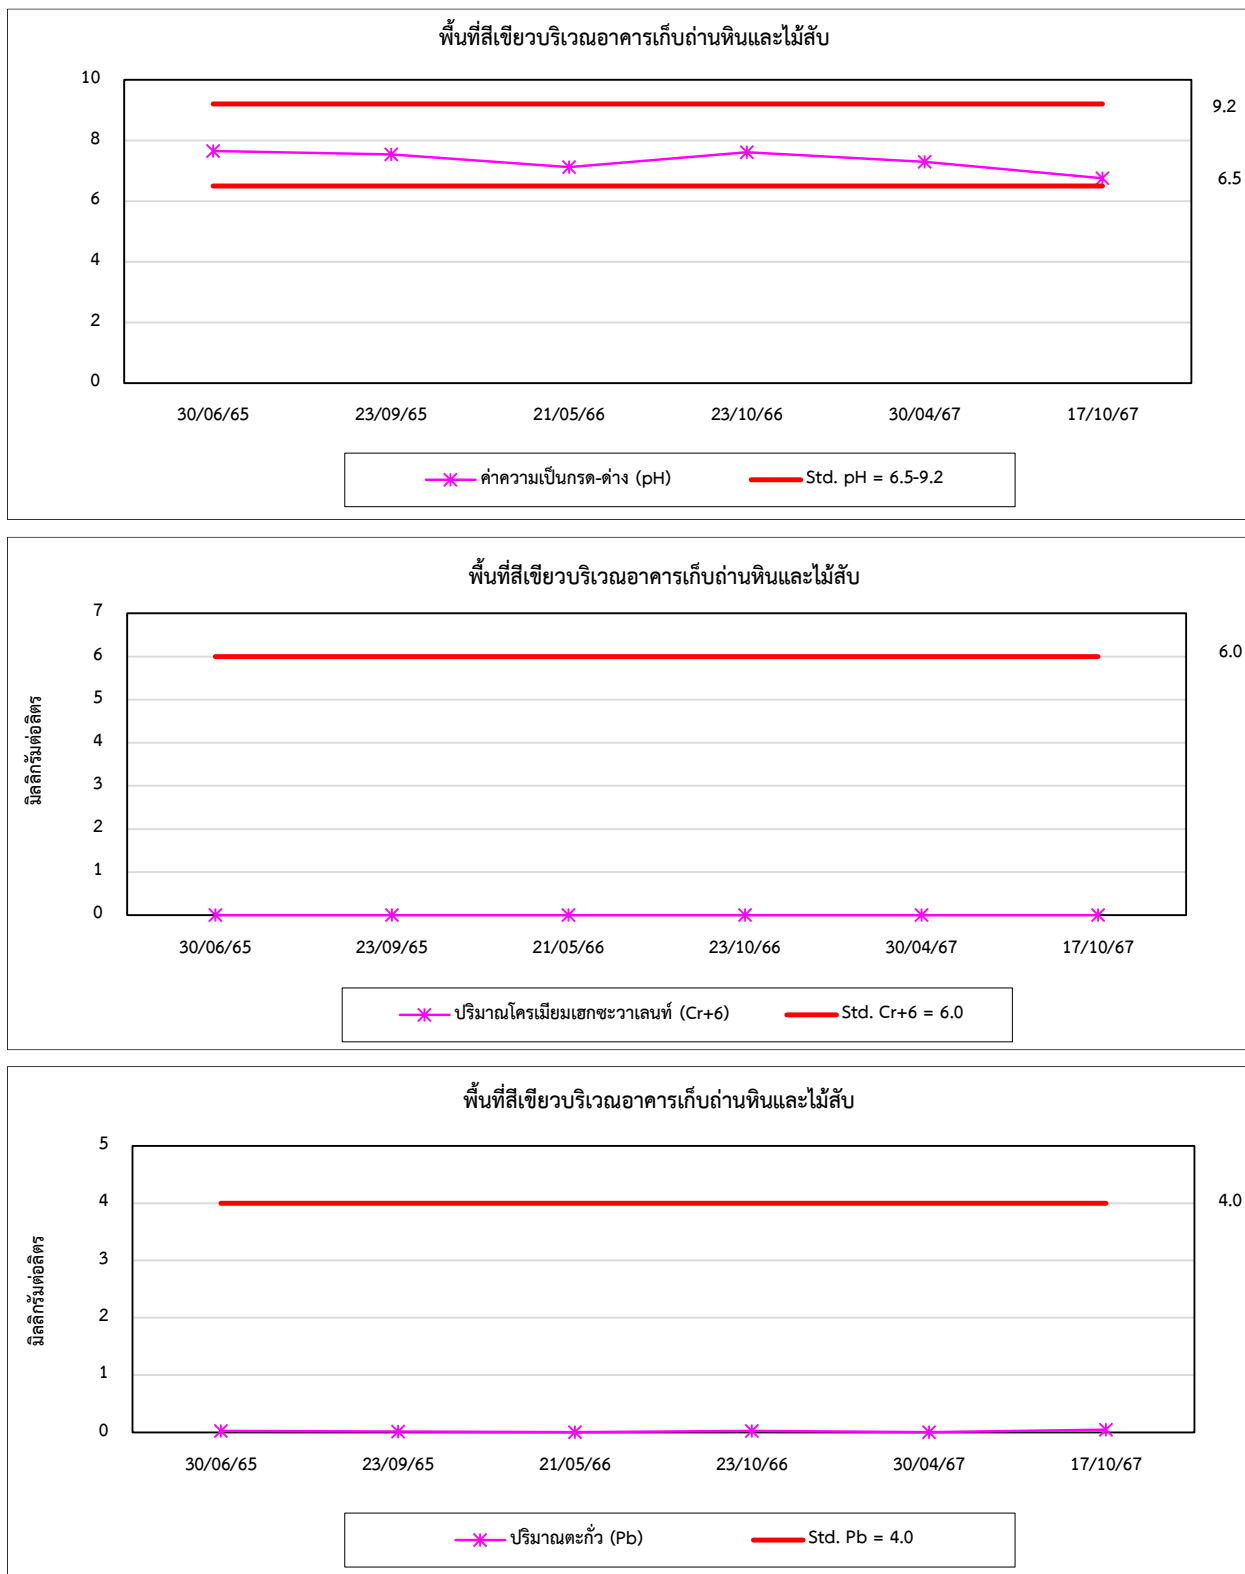 พื้นที่สีเขียวบริเวณอาคารเก็บถ่านหินและไม้สับ
10
9.2
8
6.5
6
4
2
0
30/06/65 23/09/65 21/05/66 23/10/66 30/04/67 17/10/67
ค่าความเป็นกรด-ด่าง (pH) Std. pH = 6.5-9.2
พื้นที่สีเขียวบริเวณอาคารเก็บถ่านหินและไม้สับ
มิลลิกรัมต่อลิตร
7
6 6.0
5
4
3
2
1
0
30/06/65 23/09/65 21/05/66 23/10/66 30/04/67 17/10/67
ปริมาณโครเมียมเฮกซะวาเลนท์ (Cr+6) Std. Cr+6 = 6.0
พื้นที่สีเขียวบริเวณอาคารเก็บถ่านหินและไม้สับ
มิลลิกรัมต่อลิตร
5
4 4.0
3
2
1
0
30/06/65 23/09/65 21/05/66 23/10/66 30/04/67 17/10/67
ปริมาณตะกั่ว (Pb) Std. Pb = 4.0